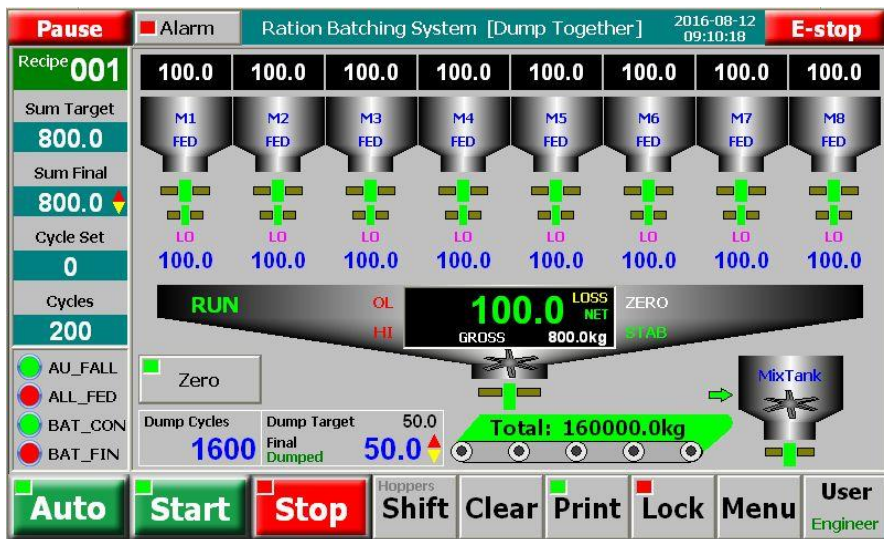 Pause
Alarm
Ration Batching System [Dump Together]
2016-08-12
09:10:18
E-stop
Recipe 001
100.0 100.0 100.0 100.0 100.0 100.0 100.0 100.0
Sum Target
800.0
M1 M2 M3 M4 M5 M6 M7 M8
FED FED FED FED FED FED FED FED
Sum Final
800.0
Cycle Set
0
LO LO LO LO LO LO LO LO
100.0 100.0 100.0 100.0 100.0 100.0 100.0 100.0
Cycles
200
RUN
OL
HI
100.0 LOSS
NET
GROSS 800.0kg
ZERO
STAB
AU_FALL
ALL_FED
BAT_CON
BAT_FIN
Zero
MixTank
Dump Cycles
1600
Dump Target 50.0
Final
Dumped
50.0
Total: 160000.0kg
Auto
Start
Stop
Hoppers
Shift
Clear
Print
Lock
Menu
User
Engineer